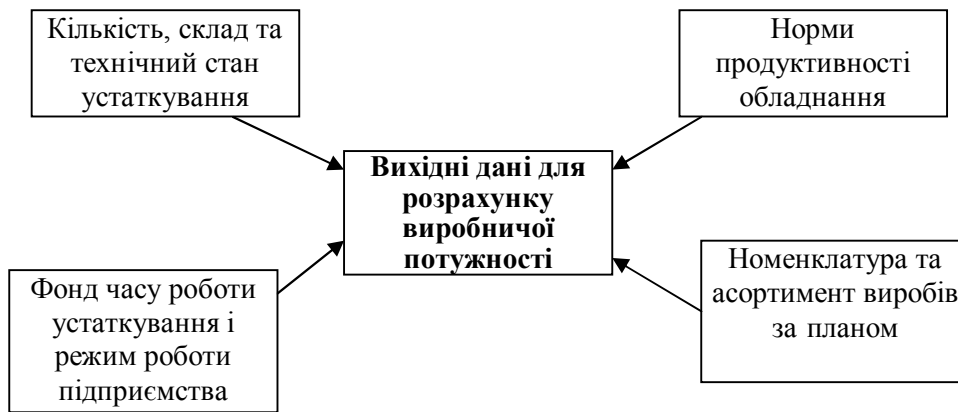 Кількість, склад та
технічний стан
устаткування
Норми
продуктивності
обладнання
Вихідні дані для
розрахунку
виробничої
потужності
Фонд часу роботи
устаткування і
режим роботи
підприємства
Номенклатура та
асортимент виробів
за планом